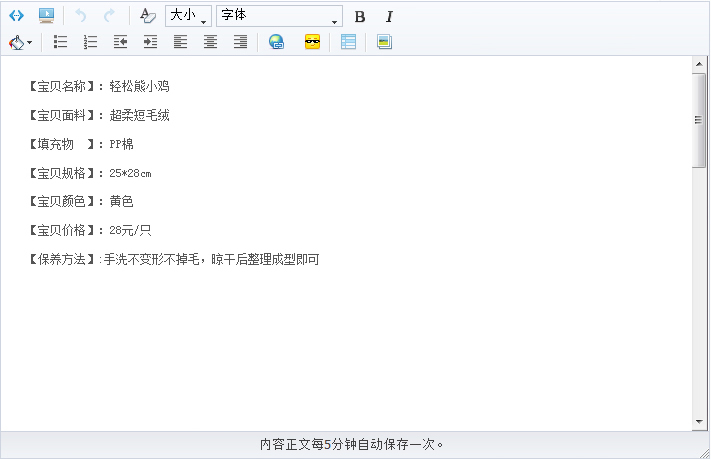 大小 字体 B I
【宝贝名称】：轻松熊小鸡
【宝贝面料】：超柔短毛绒
【填充物　】：PP棉
【宝贝规格】：25*28cm
【宝贝颜色】：黄色
【宝贝价格】：28元/只
【保养方法】:手洗不变形不掉毛，晾干后整理成型即可
内容正文每5分钟自动保存一次。